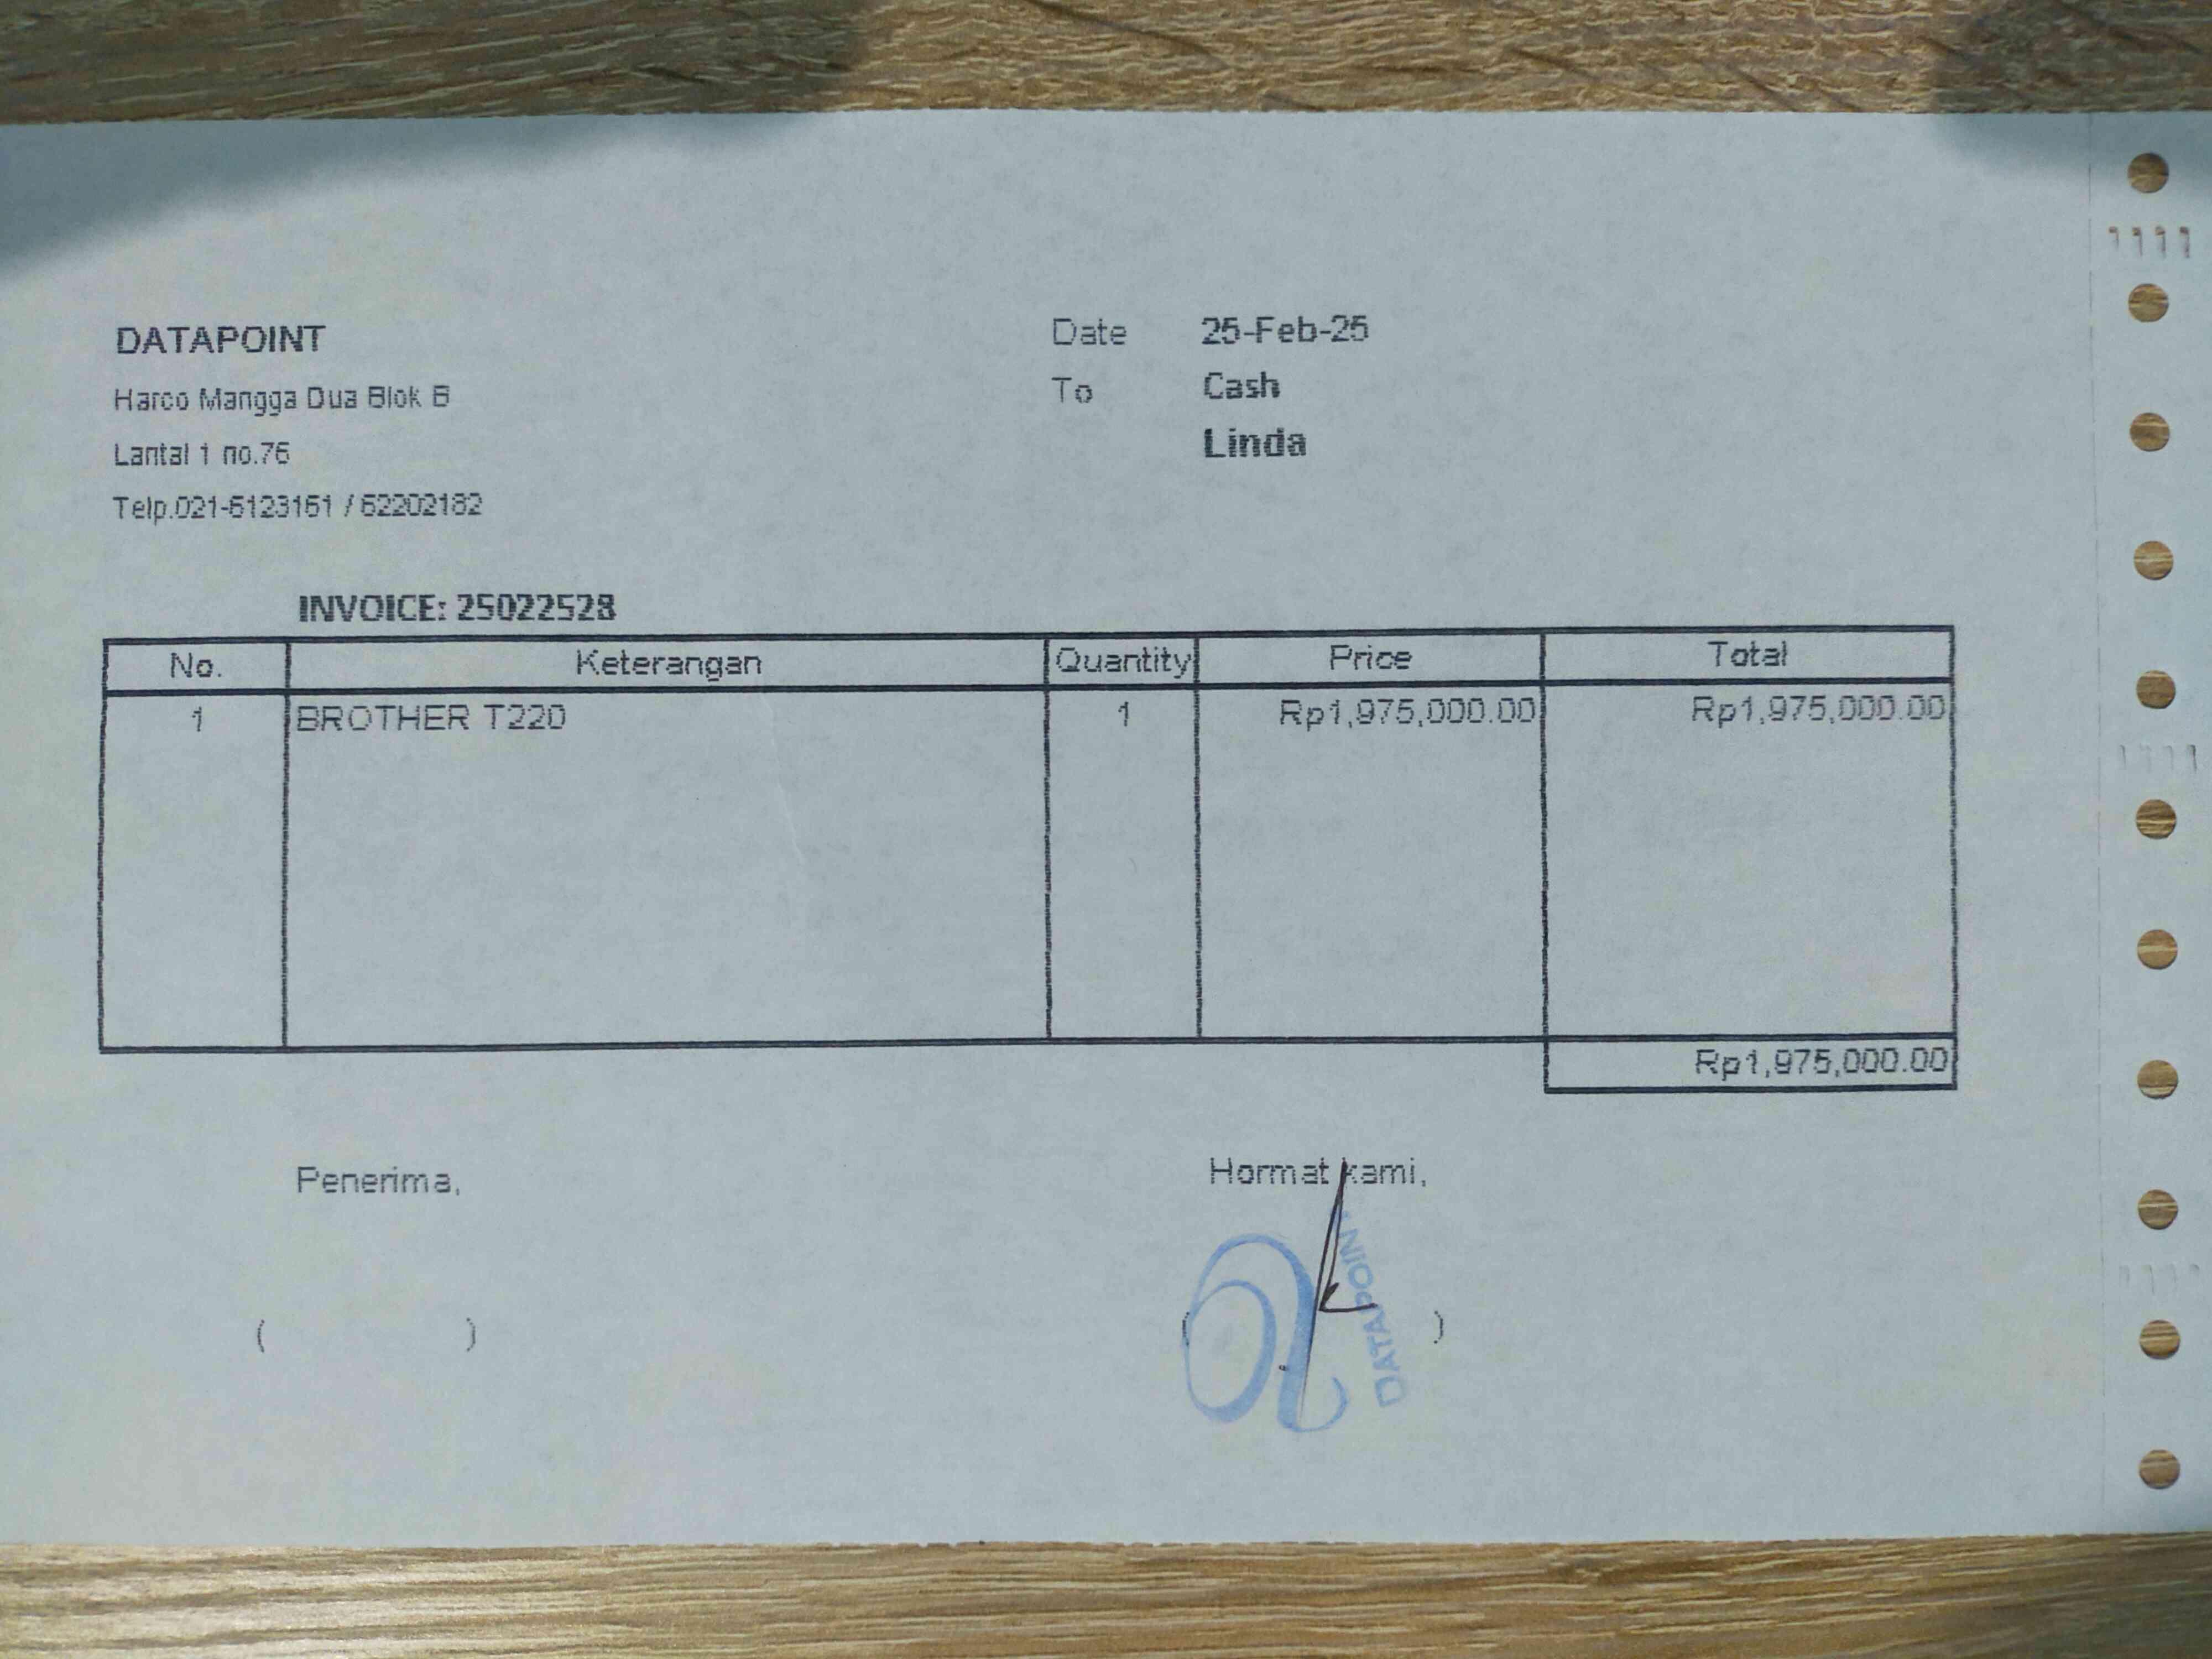 DATAPOINT
Harco Mangga Dua Blok B
Lantai 1 no.76
Telp.021-6123161 / 62202182
Date 25-Feb-25
To Cash
Linda
INVOICE: 25022528
No. Keterangan Quantity Price Total
1 BROTHER T220 1 Rp1,975,000.00 Rp1,975,000.00
Rp1,975,000.00
Penerima, Hormat kami,
( ) ( )
DATAPOINT